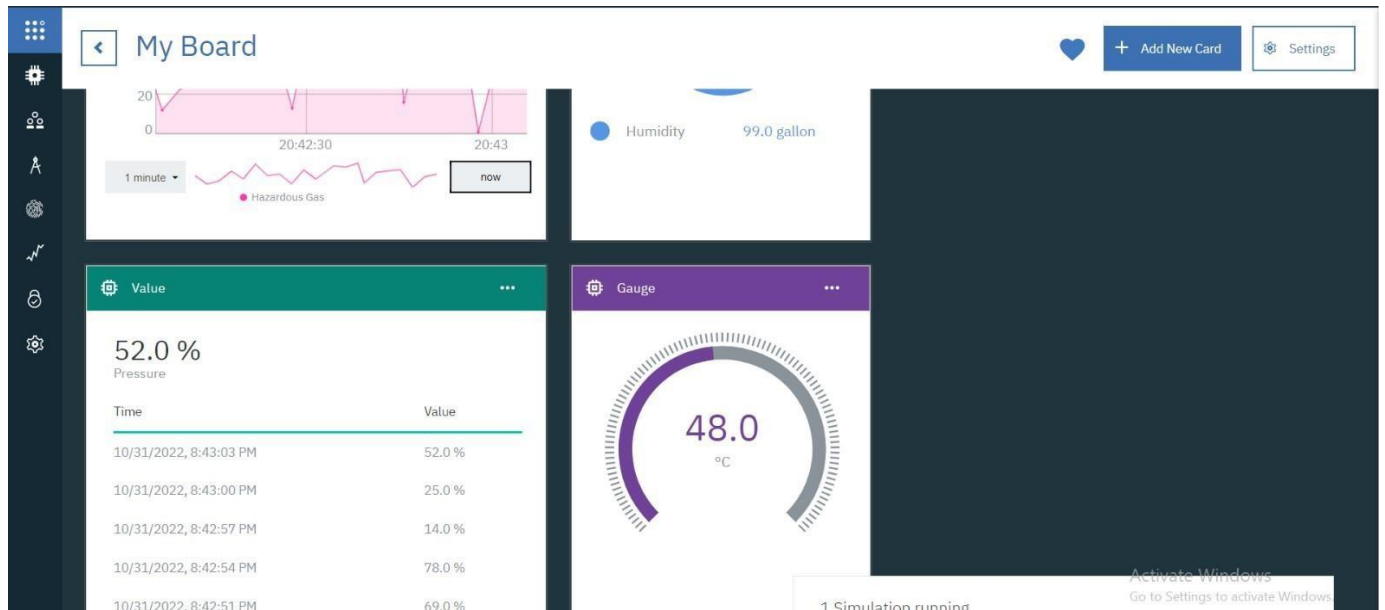 My Board
+ Add New Card
Settings
20
0
20:42:30 20:43
1 minute
now
Hazardous Gas
Humidity 99.0 gallon
Value
52.0 %
Pressure
Time Value
10/31/2022, 8:43:03 PM 52.0 %
10/31/2022, 8:43:00 PM 25.0 %
10/31/2022, 8:42:57 PM 14.0 %
10/31/2022, 8:42:54 PM 78.0 %
10/31/2022, 8:42:51 PM 69.0 %
Gauge
48.0
°C
1 Simulation running
Activate Windows
Go to Settings to activate Windows.